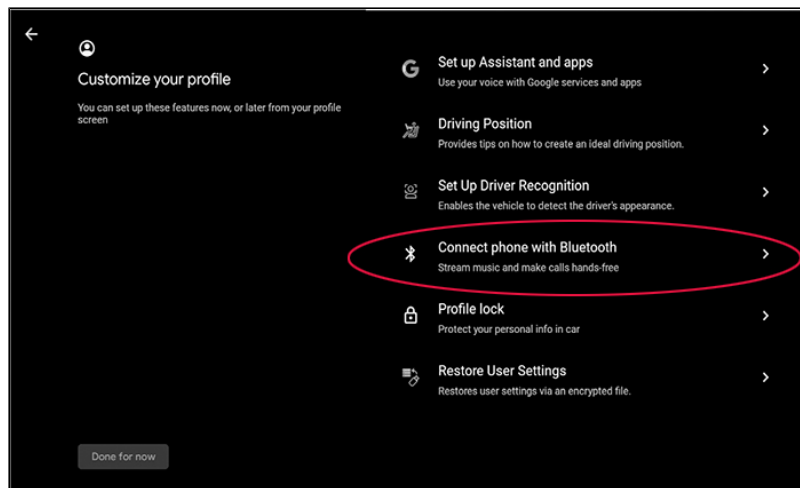 Customize your profile
You can set up these features now, or later from your profile
screen
Set up Assistant and apps
Use your voice with Google services and apps
Driving Position
Provides tips on how to create an ideal driving position.
Set Up Driver Recognition
Enables the vehicle to detect the driver's appearance.
Connect phone with Bluetooth
Stream music and make calls hands-free
Profile lock
Protect your personal info in car
Restore User Settings
Restores user settings via an encrypted file.
Done for now